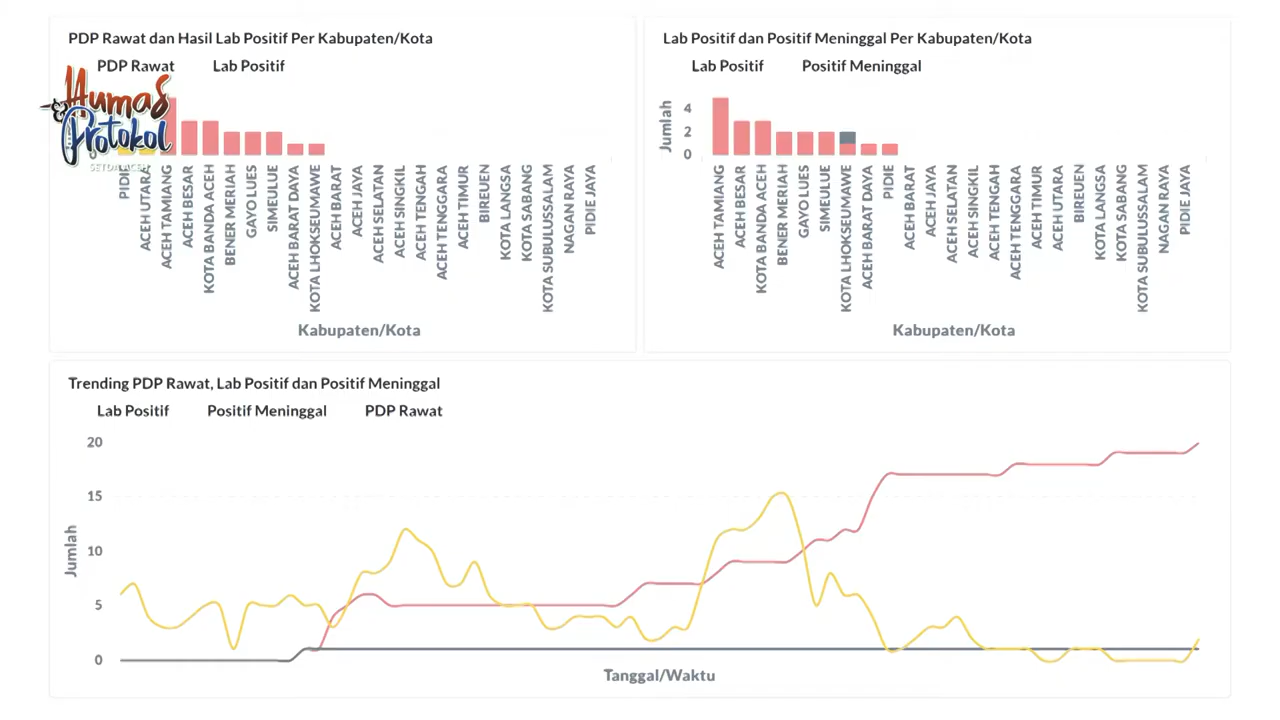 PDP Rawat dan Hasil Lab Positif Per Kabupaten/Kota
PDP Rawat
Lab Positif
Humas
Protokol
0
PIDIE
ACEH UTARA
ACEH TAMIANG
ACEH BESAR
KOTA BANDA ACEH
BENER MERIAH
GAYO LUES
SIMEULUE
ACEH BARAT DAYA
KOTA LHOKSEUMAWE
ACEH BARAT
ACEH JAYA
ACEH SELATAN
ACEH SINGKIL
ACEH TENGAH
ACEH TENGGARA
ACEH TIMUR
BIREUEN
KOTA LANGSA
KOTA SABANG
KOTA SUBULUSSALAM
NAGAN RAYA
PIDIE JAYA
Kabupaten/Kota
Lab Positif dan Positif Meninggal Per Kabupaten/Kota
Lab Positif
Positif Meninggal
Jumlah
4
2
0
ACEH TAMIANG
ACEH BESAR
KOTA BANDA ACEH
BENER MERIAH
GAYO LUES
SIMEULUE
KOTA LHOKSEUMAWE
ACEH BARAT DAYA
PIDIE
ACEH BARAT
ACEH JAYA
ACEH SELATAN
ACEH SINGKIL
ACEH TENGAH
ACEH TENGGARA
ACEH TIMUR
ACEH UTARA
BIREUEN
KOTA LANGSA
KOTA SABANG
KOTA SUBULUSSALAM
NAGAN RAYA
PIDIE JAYA
Kabupaten/Kota
Trending PDP Rawat, Lab Positif dan Positif Meninggal
Lab Positif
Positif Meninggal
PDP Rawat
Jumlah
20
15
10
5
0
Tanggal/Waktu